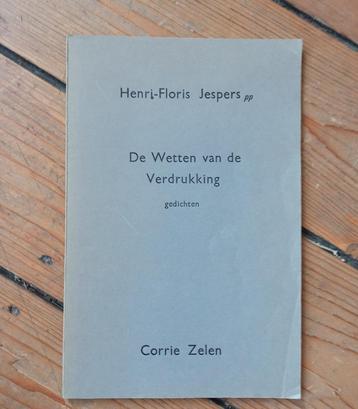 Henri-Floris Jespers pp
De Wetten van de
Verdrukking
gedichten
Corrie Zelen